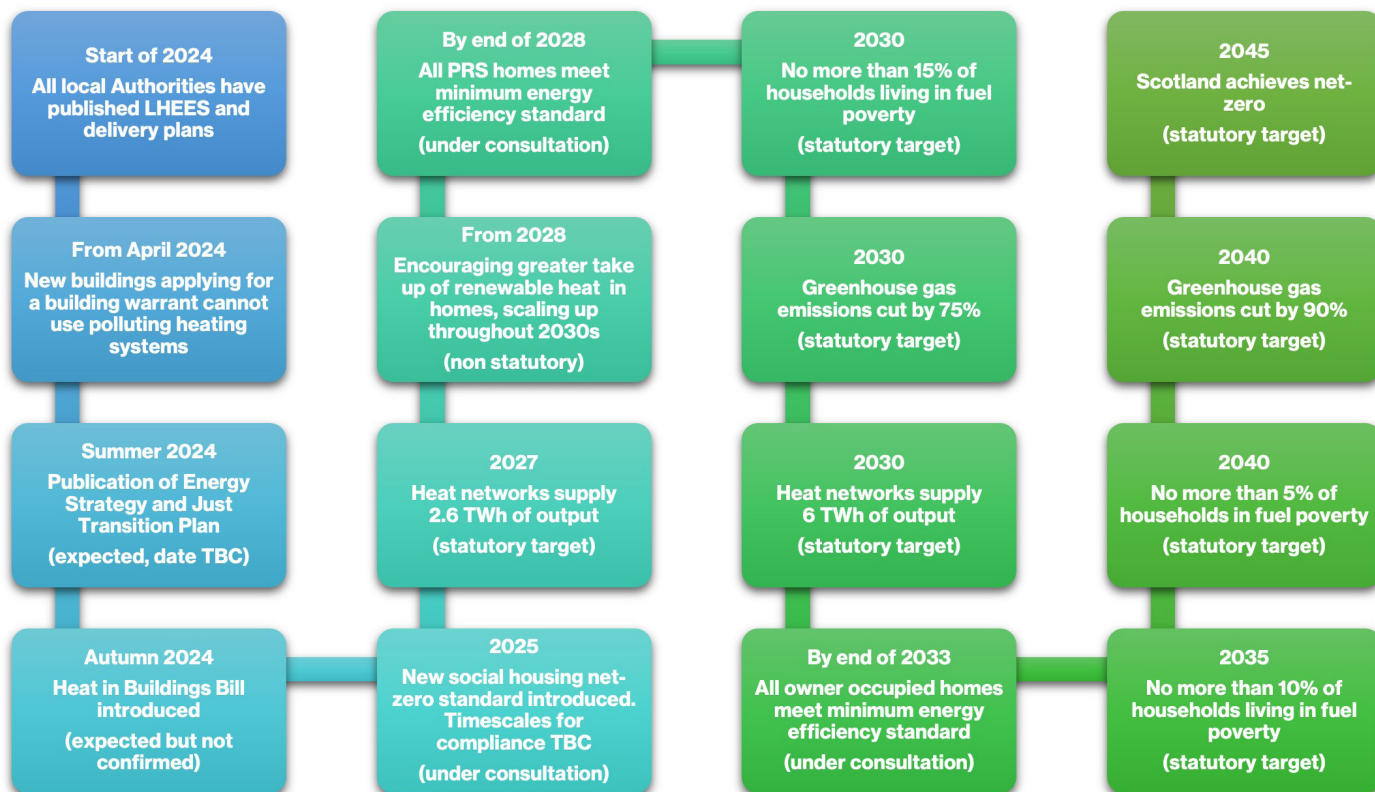 Start of 2024
All local Authorities have
published LHEES and
delivery plans
From April 2024
New buildings applying for
a building warrant cannot
use polluting heating
systems
Summer 2024
Publication of Energy
Strategy and Just
Transition Plan
(expected, date TBC)
Autumn 2024
Heat in Buildings Bill
introduced
(expected but not
confirmed)
2025
New social housing net-
zero standard introduced.
Timescales for
compliance TBC
(under consultation)
2027
Heat networks supply
2.6 TWh of output
(statutory target)
From 2028
Encouraging greater take
up of renewable heat in
homes, scaling up
throughout 2030s
(non statutory)
By end of 2028
All PRS homes meet
minimum energy
efficiency standard
(under consultation)
2030
No more than 15% of
households living in fuel
poverty
(statutory target)
2030
Greenhouse gas
emissions cut by 75%
(statutory target)
2030
Heat networks supply
6 TWh of output
(statutory target)
By end of 2033
All owner occupied homes
meet minimum energy
efficiency standard
(under consultation)
2035
No more than 10% of
households living in fuel
poverty
(statutory target)
2040
No more than 5% of
households in fuel poverty
(statutory target)
2040
Greenhouse gas
emissions cut by 90%
(statutory target)
2045
Scotland achieves net-
zero
(statutory target)